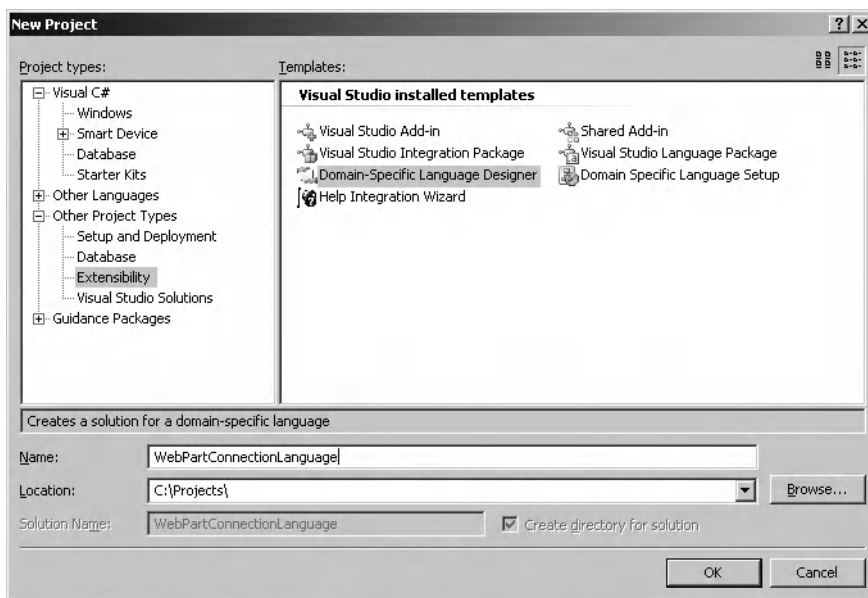 New Project
Project types:
Templates:
Visual C#
Windows
Smart Device
Database
Starter Kits
Other Languages
Other Project Types
Setup and Deployment
Database
Extensibility
Visual Studio Solutions
Guidance Packages
Visual Studio installed templates
Visual Studio Add-in
Shared Add-in
Visual Studio Integration Package
Visual Studio Language Package
Domain-Specific Language Designer
Domain Specific Language Setup
Help Integration Wizard
Creates a solution for a domain-specific language
Name:
WebPartConnectionLanguage
Location:
C:\Projects\
Browse...
Solution Name:
WebPartConnectionLanguage
Create directory for solution
OK
Cancel